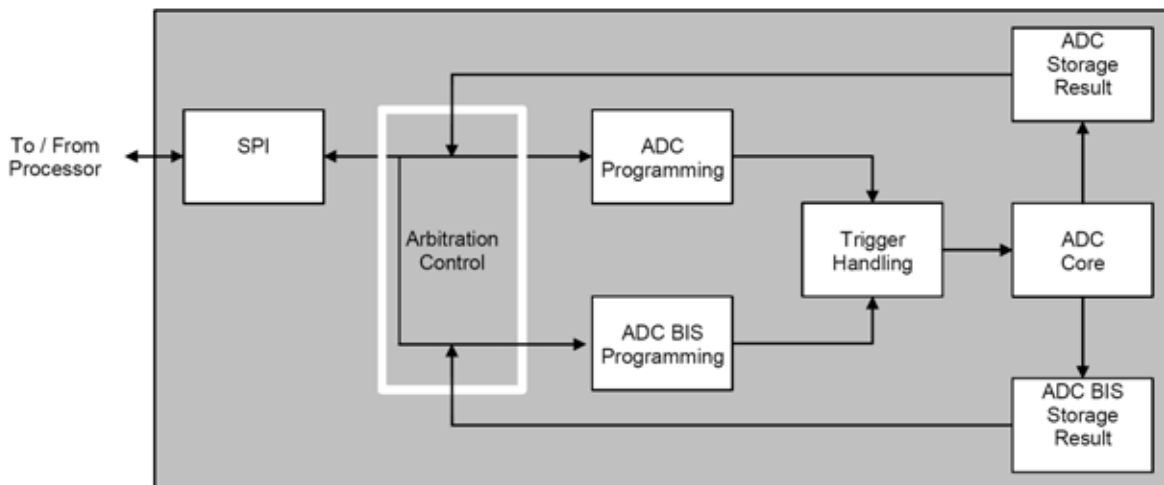 To / From
Processor
SPI
Arbitration
Control
ADC
Programming
ADC BIS
Programming
Trigger
Handling
ADC
Storage
Result
ADC
Core
ADC BIS
Storage
Result